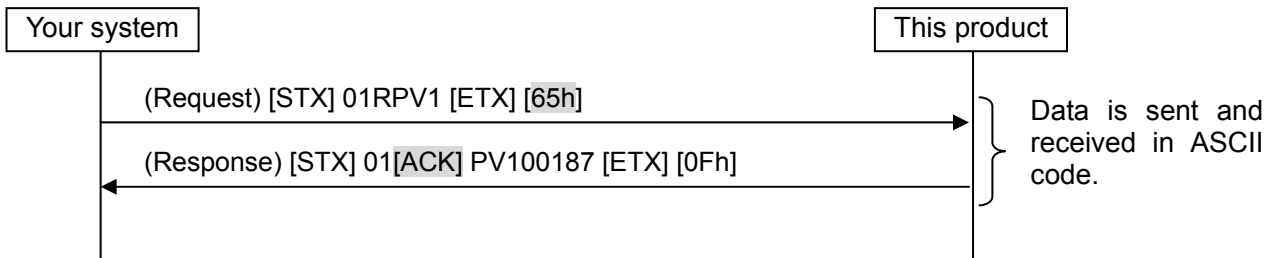 Your system
This product
(Request) [STX] 01RPV1 [ETX] [65h]
(Response) [STX] 01[ACK] PV100187 [ETX] [0Fh]
Data is sent and
received in ASCII
code.